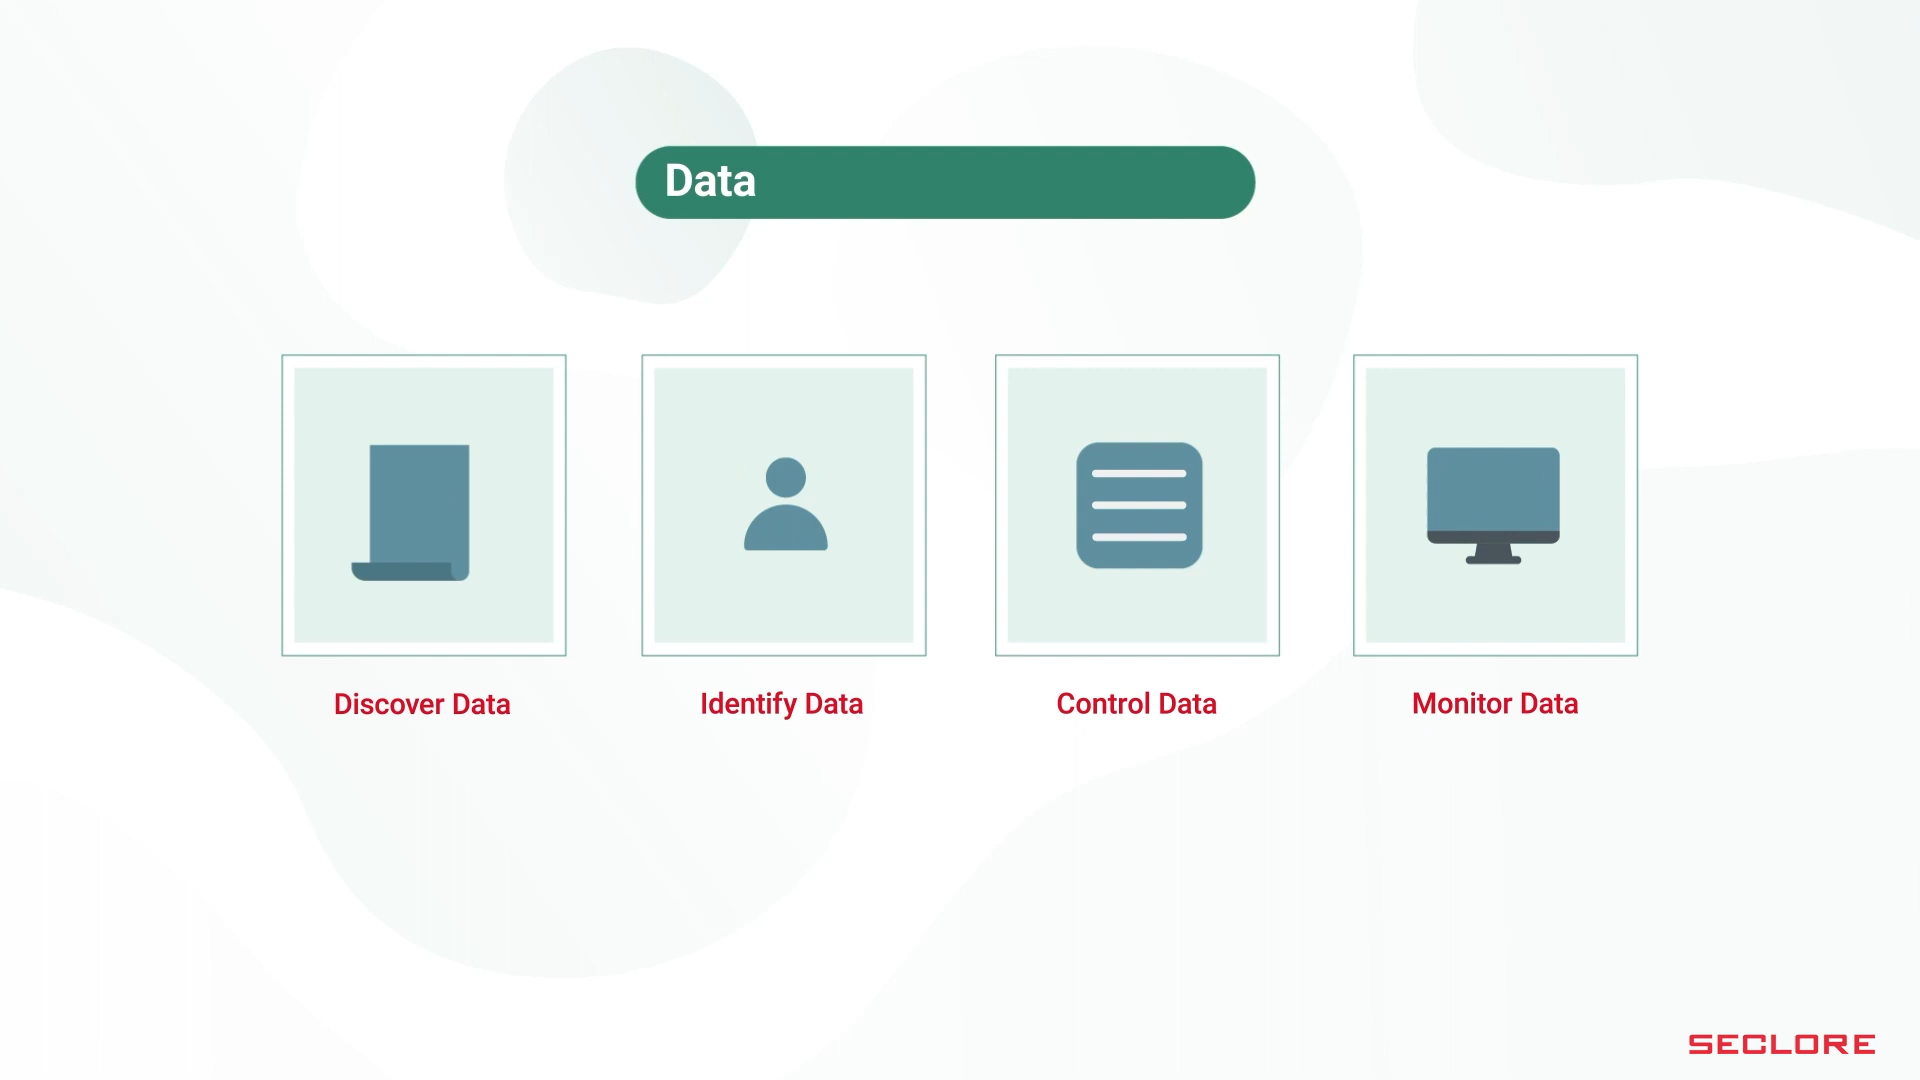 Data
Discover Data
Identify Data
Control Data
Monitor Data
SECLORE